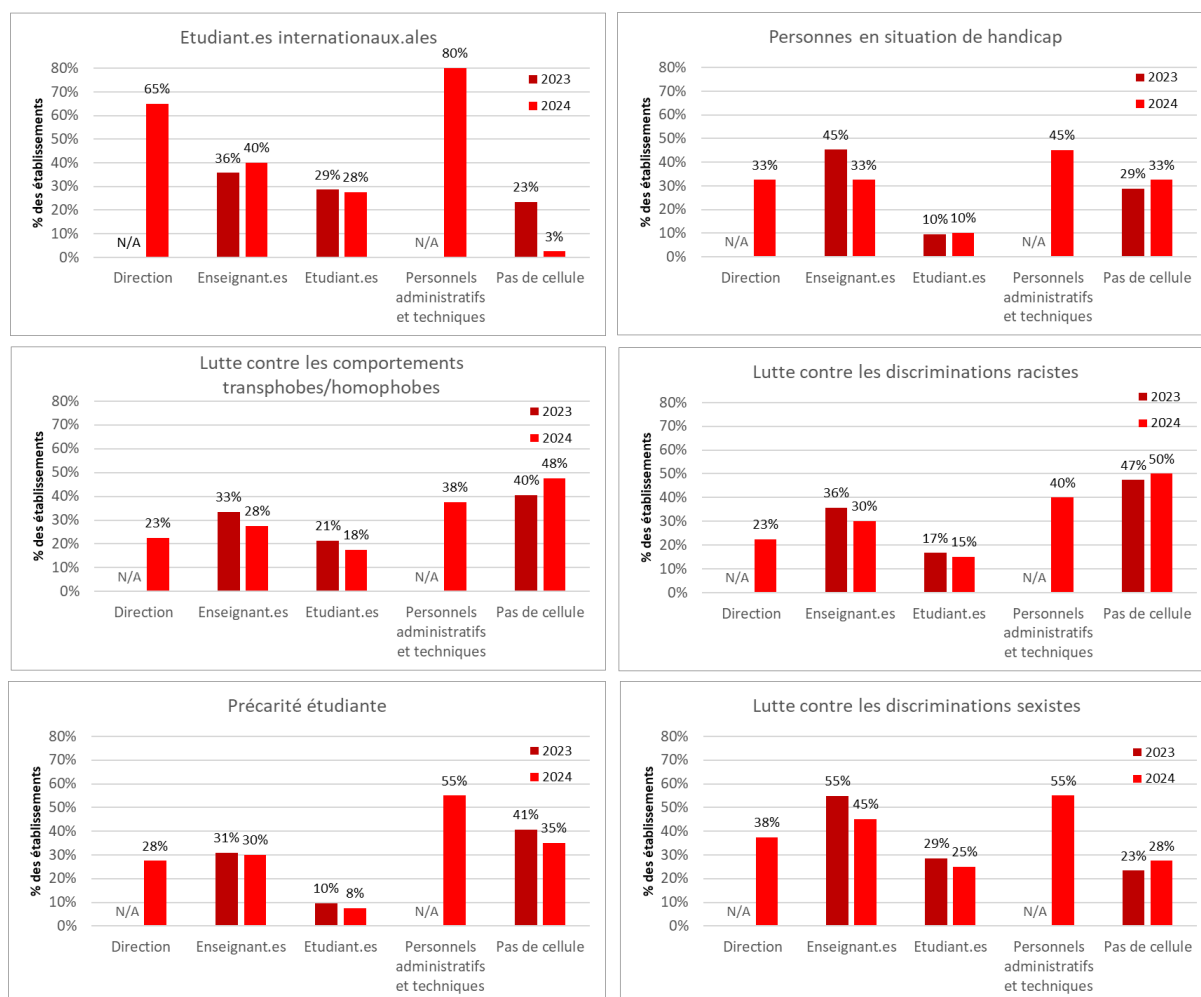 Etudiant.es internationaux.ales
% des établissements
80%
70%
60%
50%
40%
30%
20%
10%
0%
2023
2024
N/A
65%
36%
40%
29%
28%
N/A
80%
23%
3%
Direction
Enseignant.es
Etudiant.es
Personnels
administratifs
et techniques
Pas de cellule
Personnes en situation de handicap
% des établissements
80%
70%
60%
50%
40%
30%
20%
10%
0%
2023
2024
N/A
33%
45%
33%
10%
10%
N/A
45%
29%
33%
Direction
Enseignant.es
Etudiant.es
Personnels
administratifs
et techniques
Pas de cellule
Lutte contre les comportements
transphobes/homophobes
% des établissements
80%
70%
60%
50%
40%
30%
20%
10%
0%
2023
2024
N/A
23%
33%
28%
21%
18%
N/A
38%
40%
48%
Direction
Enseignant.es
Etudiant.es
Personnels
administratifs
et techniques
Pas de cellule
Lutte contre les discriminations racistes
% des établissements
80%
70%
60%
50%
40%
30%
20%
10%
0%
2023
2024
N/A
23%
36%
30%
17%
15%
N/A
40%
47%
50%
Direction
Enseignant.es
Etudiant.es
Personnels
administratifs
et techniques
Pas de cellule
Précarité étudiante
% des établissements
80%
70%
60%
50%
40%
30%
20%
10%
0%
2023
2024
N/A
28%
31%
30%
10%
8%
N/A
55%
41%
35%
Direction
Enseignant.es
Etudiant.es
Personnels
administratifs
et techniques
Pas de cellule
Lutte contre les discriminations sexistes
% des établissements
80%
70%
60%
50%
40%
30%
20%
10%
0%
2023
2024
N/A
38%
55%
45%
29%
25%
N/A
55%
23%
28%
Direction
Enseignant.es
Etudiant.es
Personnels
administratifs
et techniques
Pas de cellule